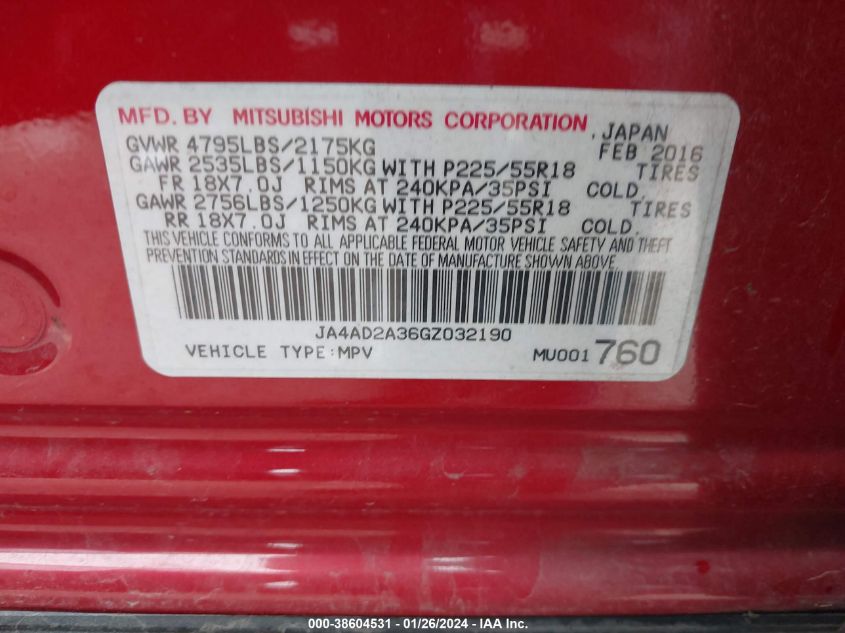 MFD. BY MITSUBISHI MOTORS CORPORATION, JAPAN
GVWR 4795LBS/2175KG FEB 2016
GAWR 2535LBS/1150KG WITH P225/55R18 TIRES
FR 18X7.0J RIMS AT 240KPA/35PSI COLD.
GAWR 2756LBS/1250KG WITH P225/55R18 TIRES
RR 18X7.0J RIMS AT 240KPA/35PSI COLD.
THIS VEHICLE CONFORMS TO ALL APPLICABLE FEDERAL MOTOR VEHICLE SAFETY AND THEFT
PREVENTION STANDARDS IN EFFECT ON THE DATE OF MANUFACTURE SHOWN ABOVE.
JA4AD2A36GZ032190
VEHICLE TYPE:MPV MU001 760
000-38604531 - 01/26/2024 - IAA Inc.